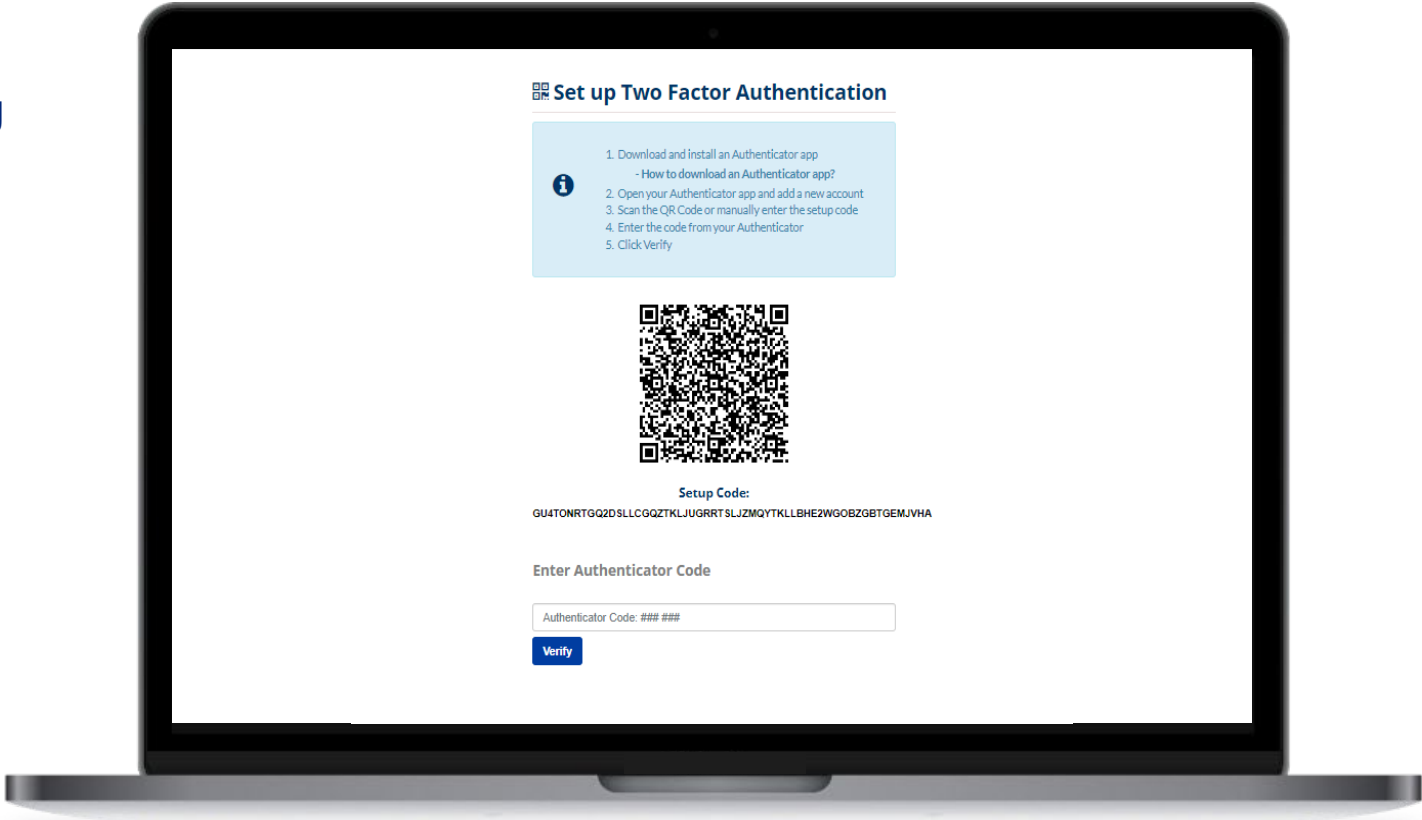 Set up Two Factor Authentication
1. Download and install an Authenticator app
- How to download an Authenticator app?
2. Open your Authenticator app and add a new account
3. Scan the QR Code or manually enter the setup code
4. Enter the code from your Authenticator
5. Click Verify
Setup Code:
GU4TONRTGQ2DSLLCGQZTKLJUGRRTSLJZMQYTKLLBHE2WGOBZGBTGEMJVHA
Enter Authenticator Code
Authenticator Code: ### ###
Verify